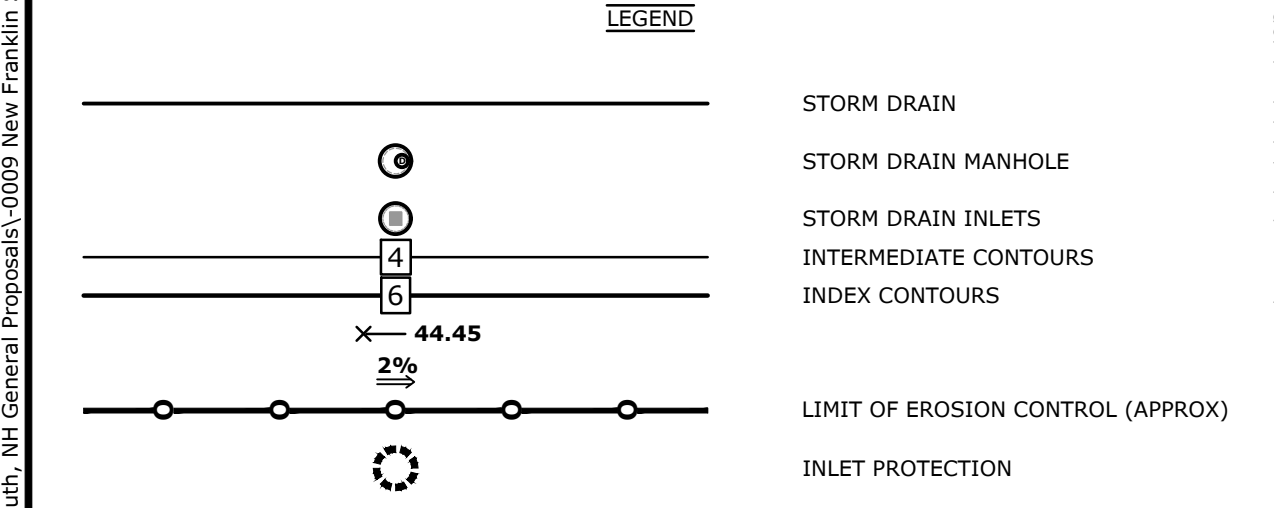 LEGEND
STORM DRAIN
D STORM DRAIN MANHOLE
STORM DRAIN INLETS
4 INTERMEDIATE CONTOURS
6 INDEX CONTOURS
44.45
2%
LIMIT OF EROSION CONTROL (APPROX)
INLET PROTECTION
uth, NH General Proposals\-0009 New Franklin